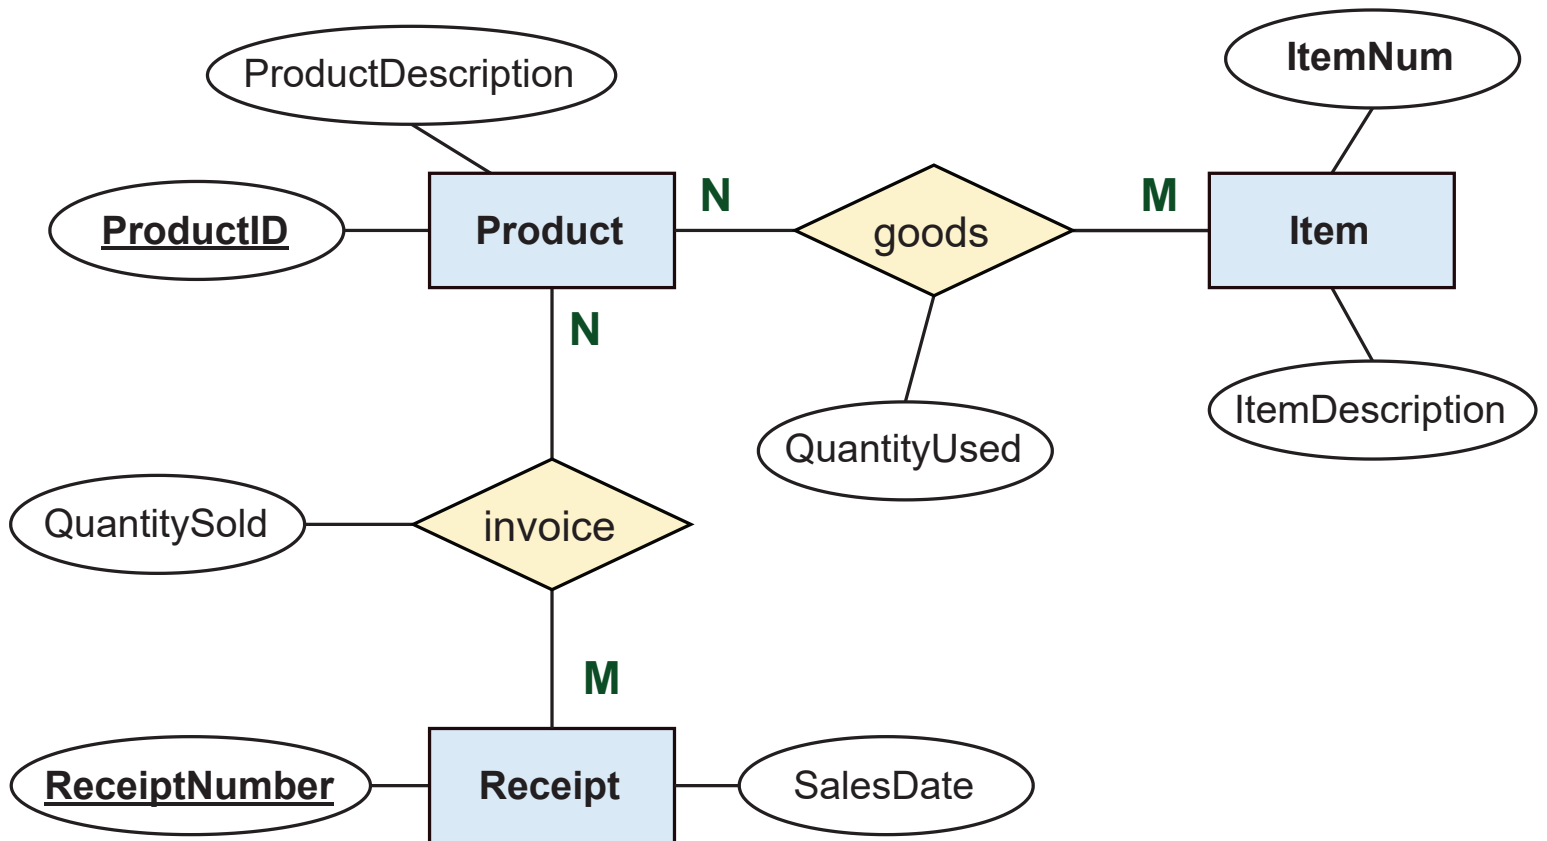 ProductDescription
ItemNum
ProductID
Product
N
goods
M
Item
N
ItemDescription
QuantityUsed
QuantitySold
invoice
M
ReceiptNumber
Receipt
SalesDate